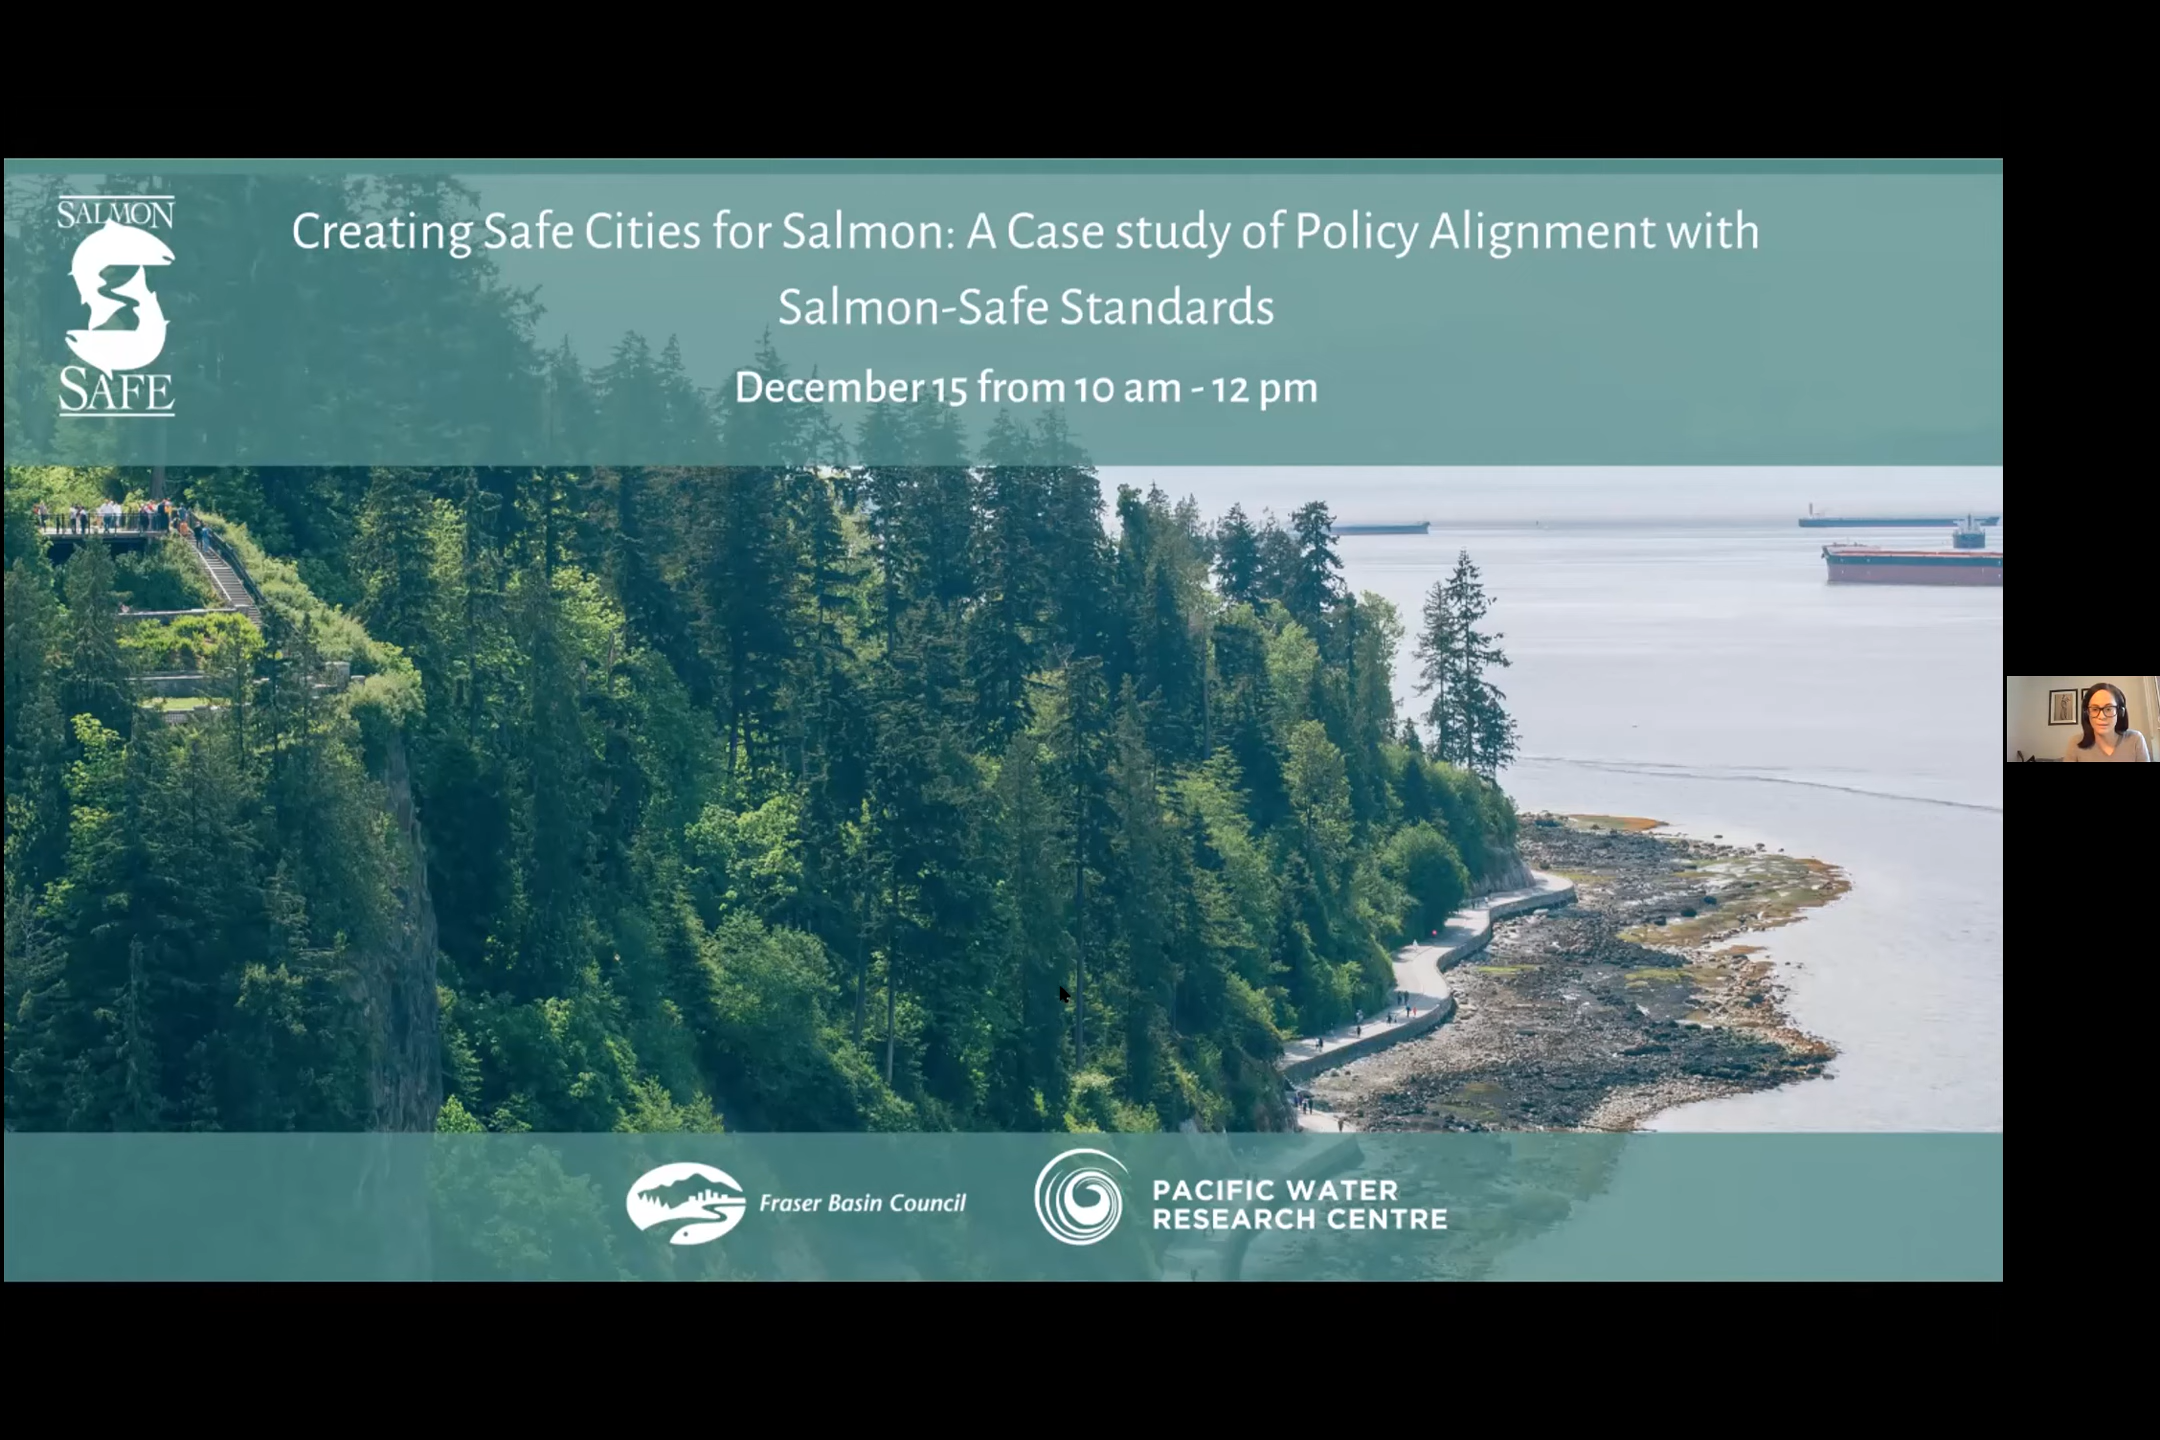 SALMON
SAFE
Creating Safe Cities for Salmon: A Case study of Policy Alignment with
Salmon-Safe Standards
December 15 from 10 am - 12 pm
Fraser Basin Council
PACIFIC WATER
RESEARCH CENTRE